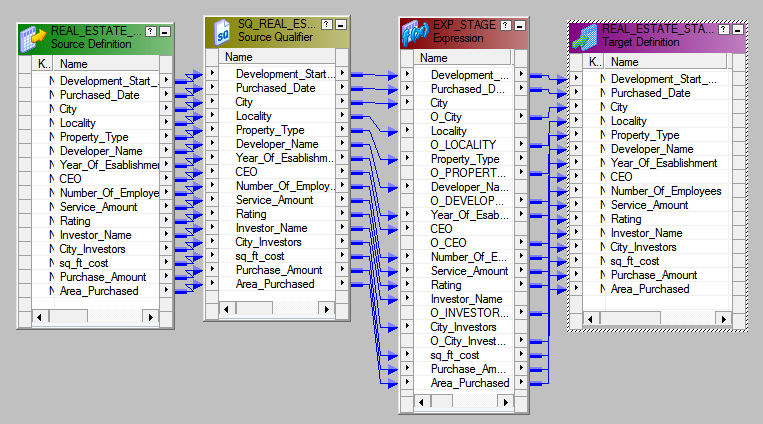 REAL_ESTATE_...
Source Definition
K.. Name
Development_Start_
Purchased_Date
City
Locality
Property_Type
Developer_Name
Year_Of_Esablishmen
CEO
Number_Of_Employe
Service_Amount
Rating
Investor_Name
City_Investors
sq_ft_cost
Purchase_Amount
Area_Purchased
SQ_REAL_ES...
Source Qualifier
SQ
Name
Development_Start...
Purchased_Date
City
Locality
Property_Type
Developer_Name
Year_Of_Esablishm...
CEO
Number_Of_Employ...
Service_Amount
Rating
Investor_Name
City_Investors
sq_ft_cost
Purchase_Amount
Area_Purchased
EXP_STAGE
Expression
f(x)
Name
Development_...
Purchased_D...
City
O_City
Locality
O_LOCALITY
Property_Type
O_PROPERT...
Developer_Na...
O_DEVELOP...
Year_Of_Esab...
CEO
O_CEO
Number_Of_E...
Service_Amount
Rating
Investor_Name
O_INVESTOR...
City_Investors
O_City_Invest...
sq_ft_cost
Purchase_Am...
Area_Purchased
REAL_ESTATE_STA...
Target Definition
K.. Name
Development_Start_...
Purchased_Date
City
Locality
Property_Type
Developer_Name
Year_Of_Esablishment
CEO
Number_Of_Employees
Service_Amount
Rating
Investor_Name
City_Investors
sq_ft_cost
Purchase_Amount
Area_Purchased